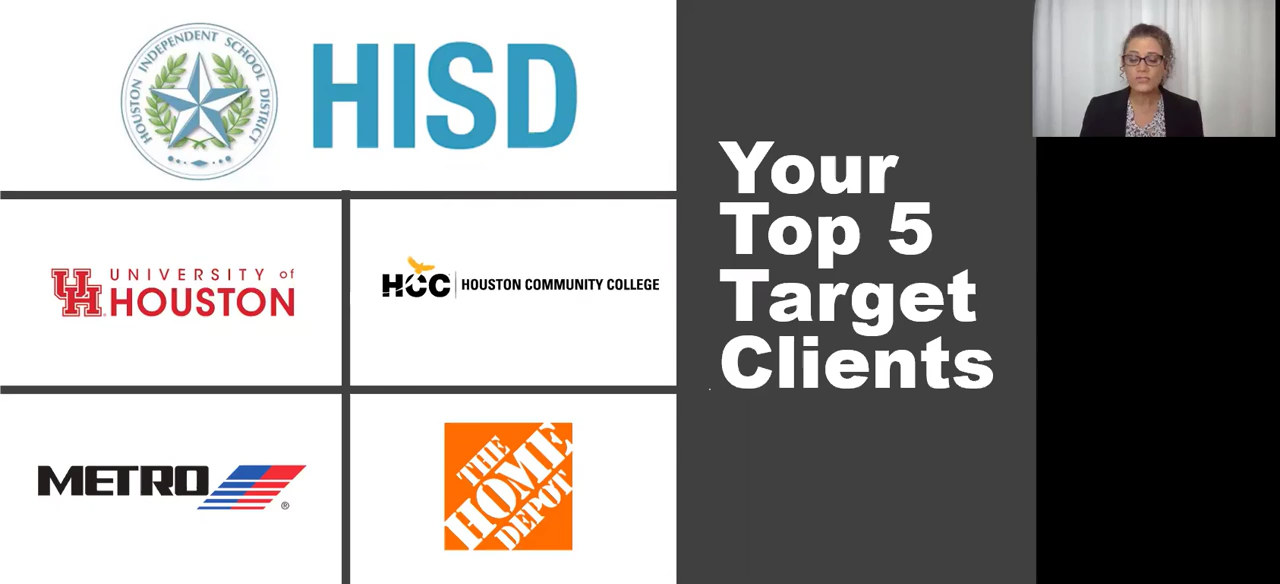 HOUSTON INDEPENDENT SCHOOL DISTRICT
HISD
Your
Top 5
Target
Clients
UH
®
UNIVERSITY of
HOUSTON
HCC
HOUSTON COMMUNITY COLLEGE
METRO
®
THE
HOME
DEPOT